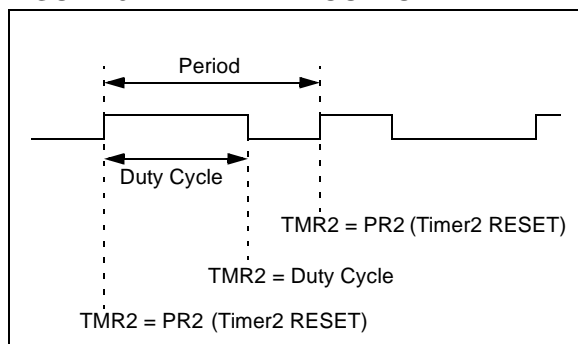 Period
Duty Cycle
TMR2 = PR2 (Timer2 RESET)
TMR2 = Duty Cycle
TMR2 = PR2 (Timer2 RESET)